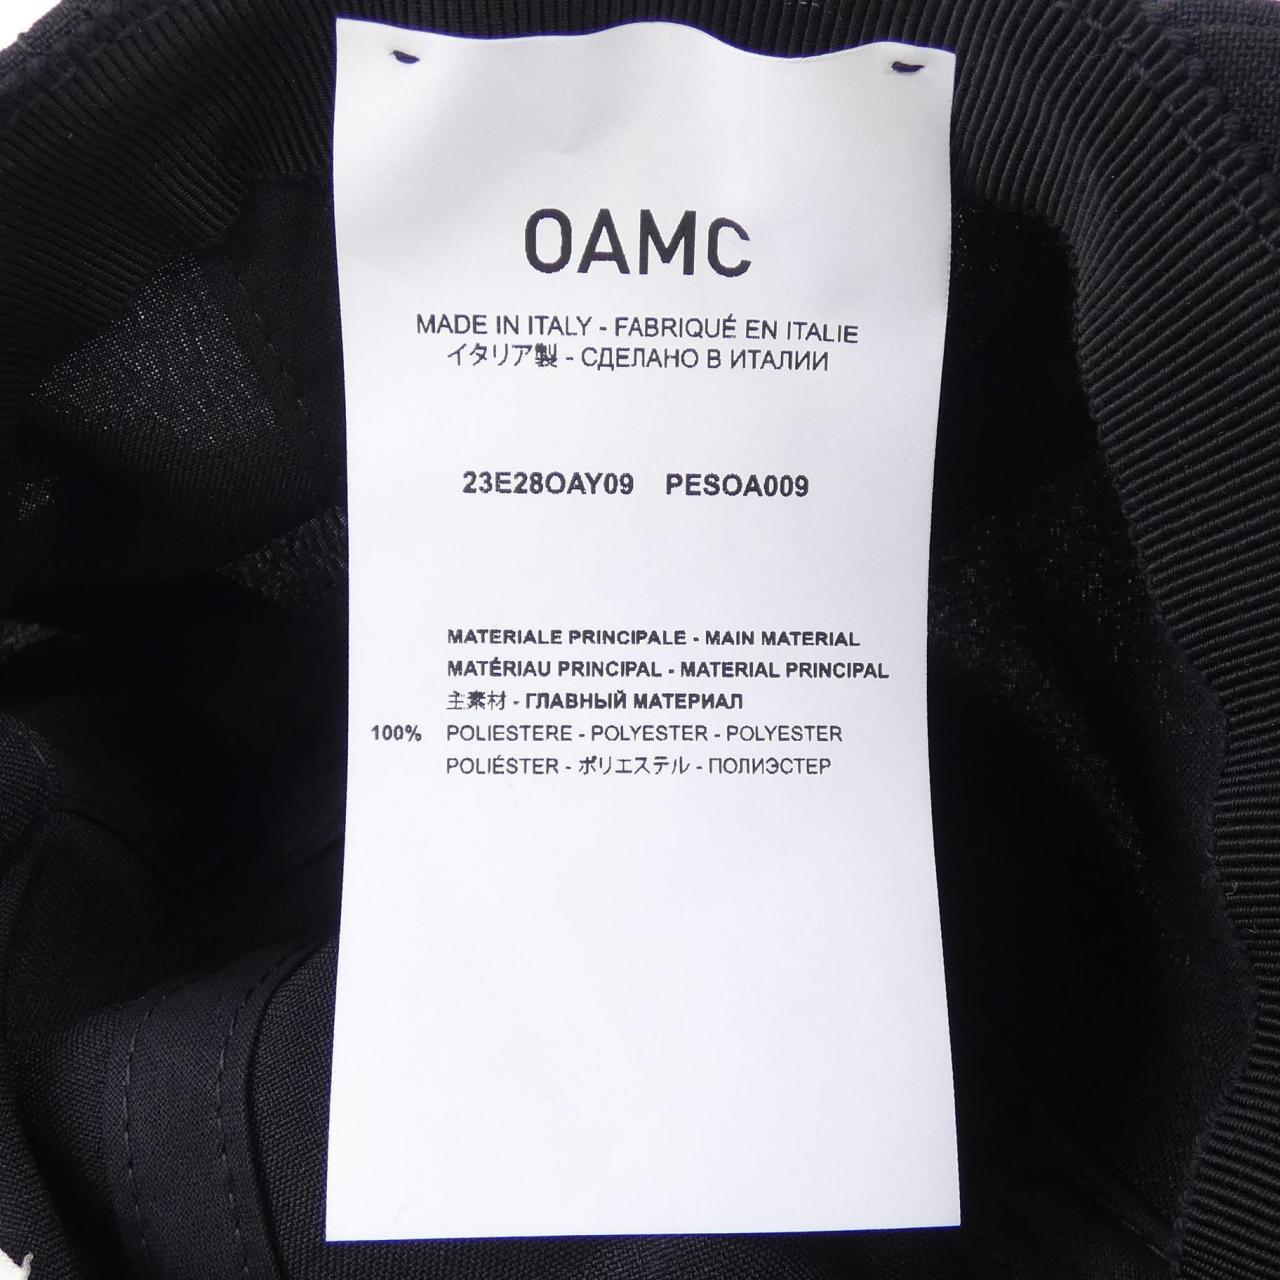 OAMC
MADE IN ITALY - FABRIQUÉ EN ITALIE
イタリア製 - СДЕЛАНО В ИТАЛИИ
23E28OAY09 PESOA009
MATERIALE PRINCIPALE - MAIN MATERIAL
MATÉRIAU PRINCIPAL - MATERIAL PRINCIPAL
主素材 - ГЛАВНЫЙ МАТЕРИАЛ
100% POLIESTERE - POLYESTER - POLYESTER
POLIÉSTER - ポリエステル - ПОЛИЭСТЕР